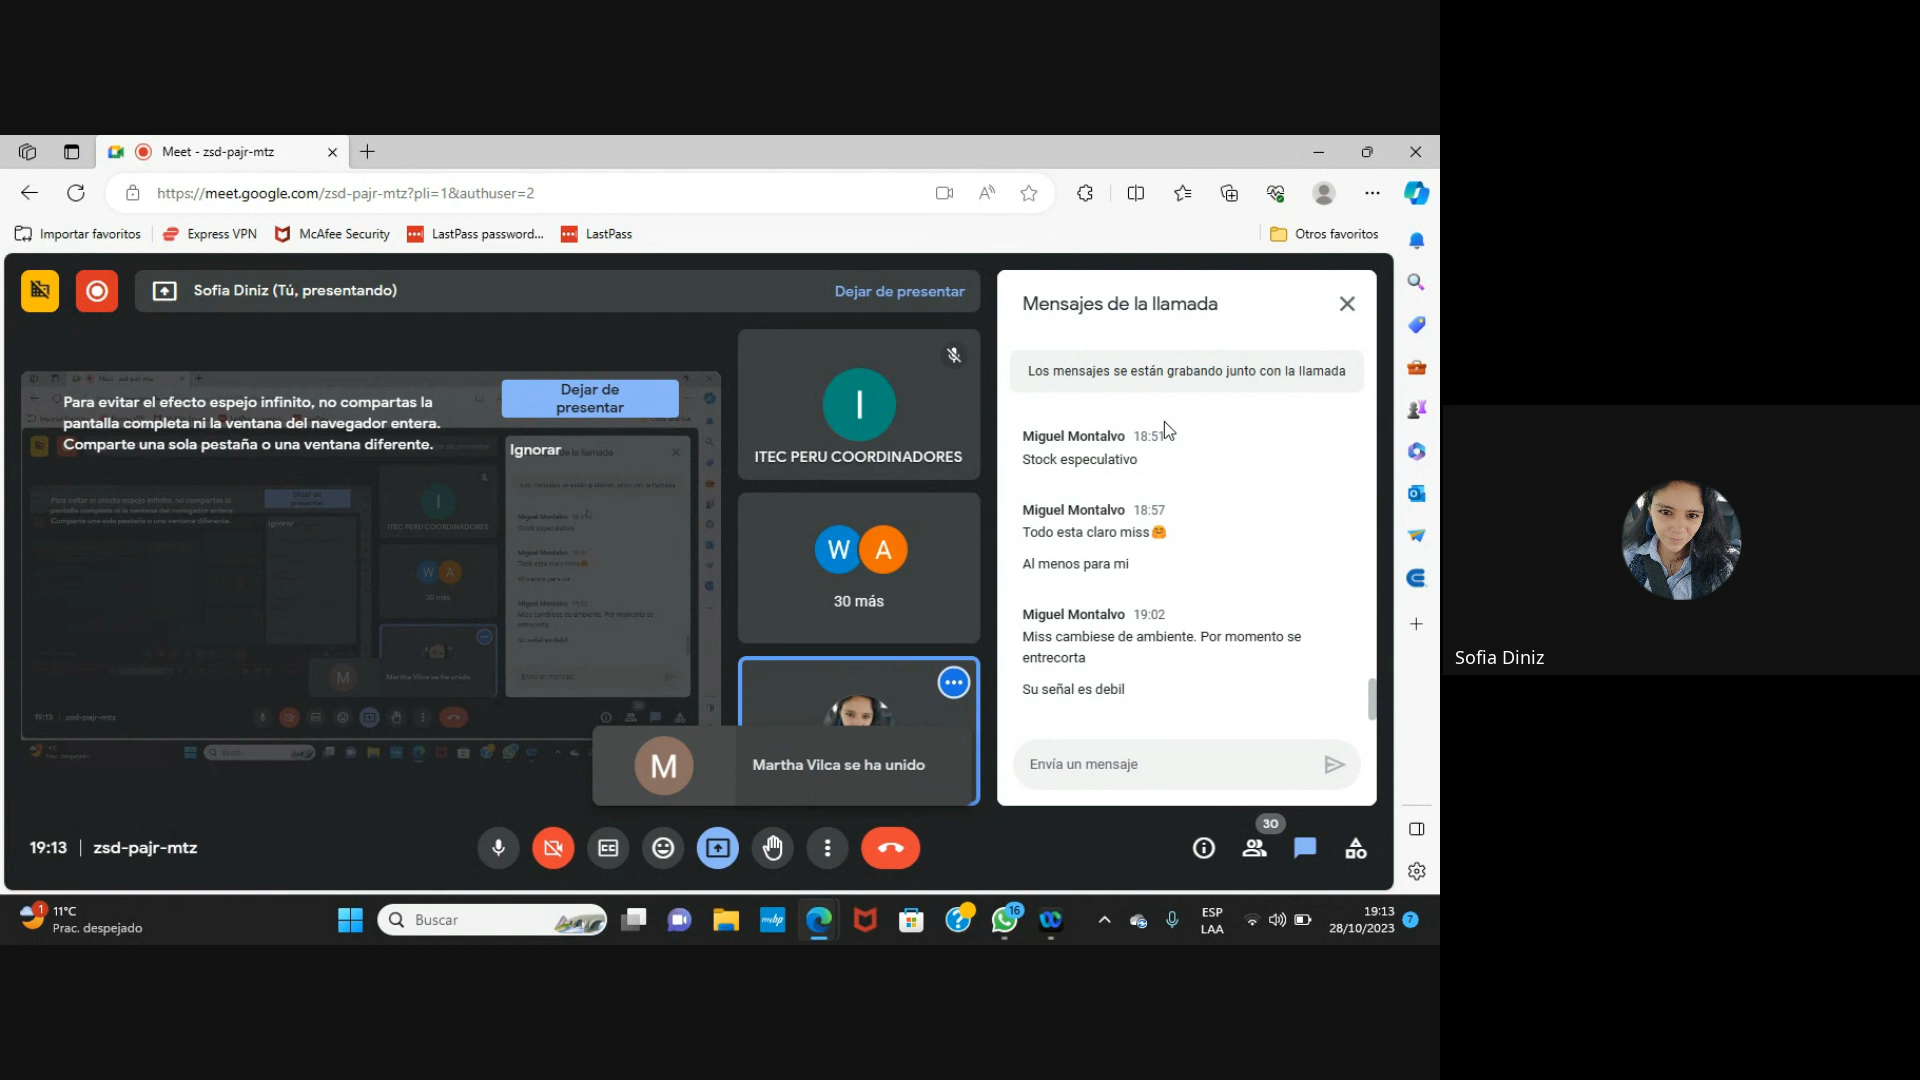 Meet - zsd-pajr-mtz
https://meet.google.com/zsd-pajr-mtz?pli=1&authuser=2
Importar favoritos
Express VPN
McAfee Security
LastPass password...
LastPass
Otros favoritos
Sofia Diniz (Tú, presentando)
Dejar de presentar
Para evitar el efecto espejo infinito, no compartas la
pantalla completa ni la ventana del navegador entera.
Comparte una sola pestaña o una ventana diferente.
Dejar de
presentar
Ignorar
I
ITEC PERU COORDINADORES
W A
30 más
M
Martha Vilca se ha unido
Mensajes de la llamada
Los mensajes se están grabando junto con la llamada
Miguel Montalvo 18:51
Stock especulativo
Miguel Montalvo 18:57
Todo esta claro miss🤗
Al menos para mi
Miguel Montalvo 19:02
Miss cambiese de ambiente. Por momento se
entrecorta
Su señal es debil
Envía un mensaje
19:13 | zsd-pajr-mtz
30
Sofia Diniz
1
11°C
Prac. despejado
Buscar
myhp
16
ESP
LAA
19:13
28/10/2023
7